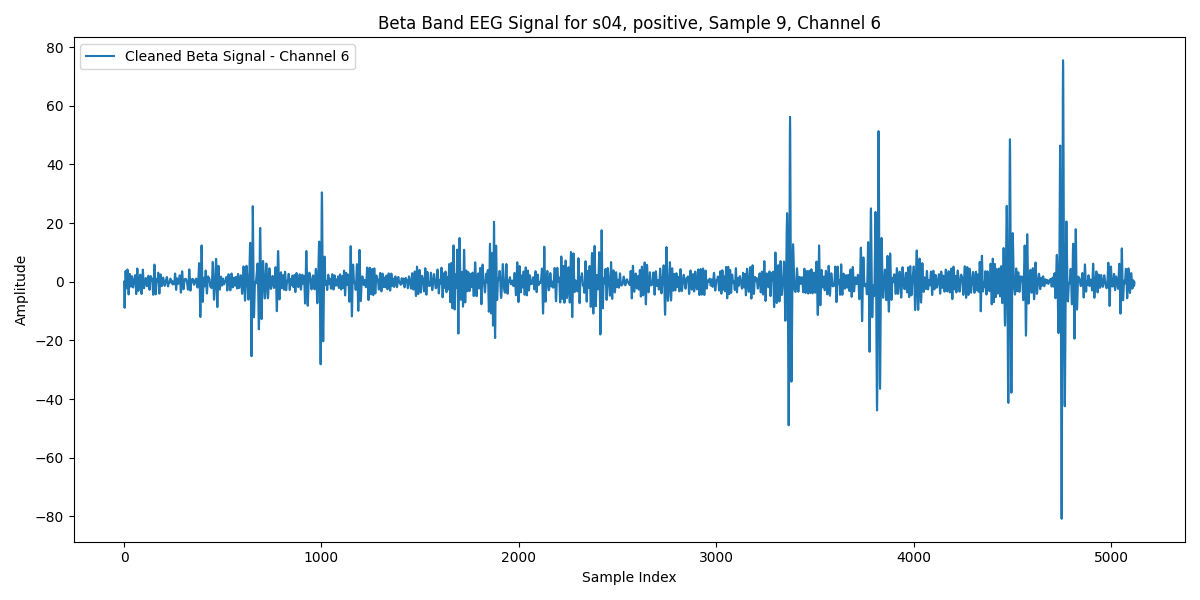 Beta Band EEG Signal for s04, positive, Sample 9, Channel 6
Cleaned Beta Signal - Channel 6
80
60
40
20
0
−20
−40
−60
−80
Amplitude
0 1000 2000 3000 4000 5000
Sample Index